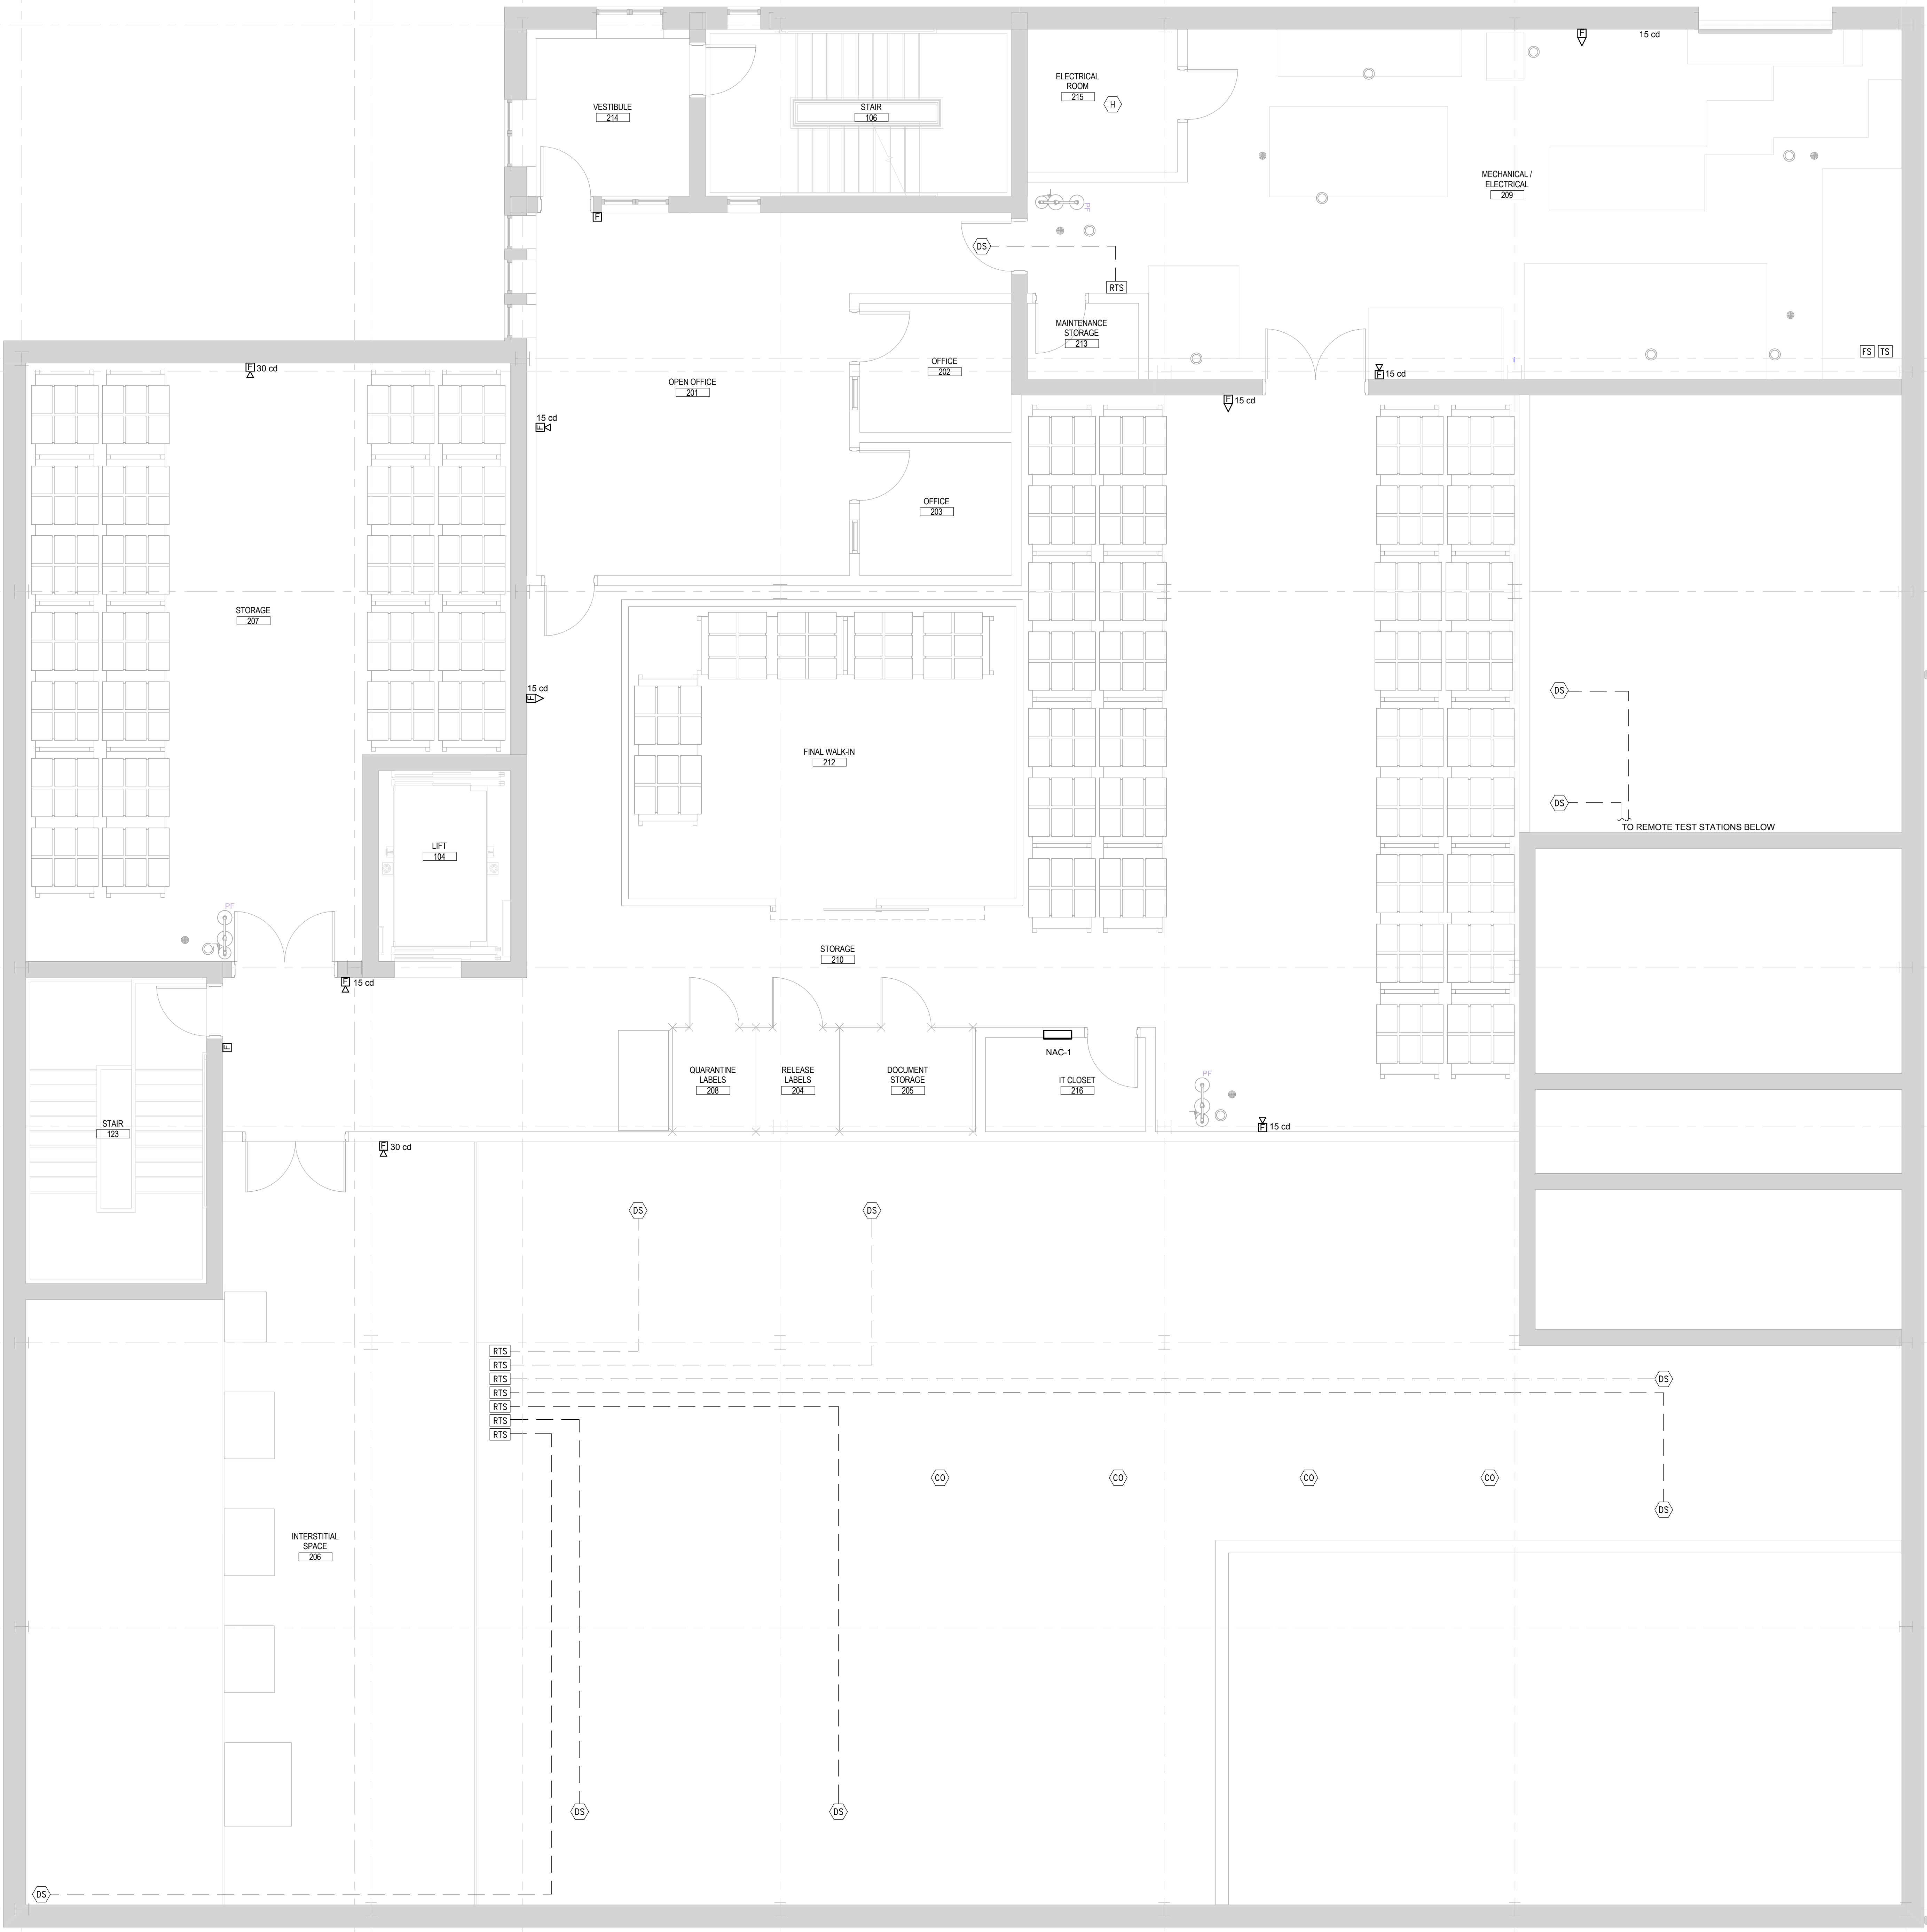 F
15 cd
ELECTRICAL
ROOM
215
H
VESTIBULE
214
STAIR
106
MECHANICAL /
ELECTRICAL
209
F
PF
DS
RTS
MAINTENANCE
STORAGE
213
FS TS
OFFICE
202
F 30 cd
F 15 cd
OPEN OFFICE
201
F 15 cd
15 cd
F
OFFICE
203
STORAGE
207
15 cd
F
DS
FINAL WALK-IN
212
DS
TO REMOTE TEST STATIONS BELOW
LIFT
104
PF
STORAGE
210
F 15 cd
F
NAC-1
QUARANTINE
LABELS
208
RELEASE
LABELS
204
DOCUMENT
STORAGE
205
IT CLOSET
216
PF
STAIR
123
F 15 cd
F 30 cd
DS
DS
RTS
RTS
RTS
RTS
RTS
RTS
RTS
DS
CO
CO
CO
CO
DS
INTERSTITIAL
SPACE
206
DS
DS
DS